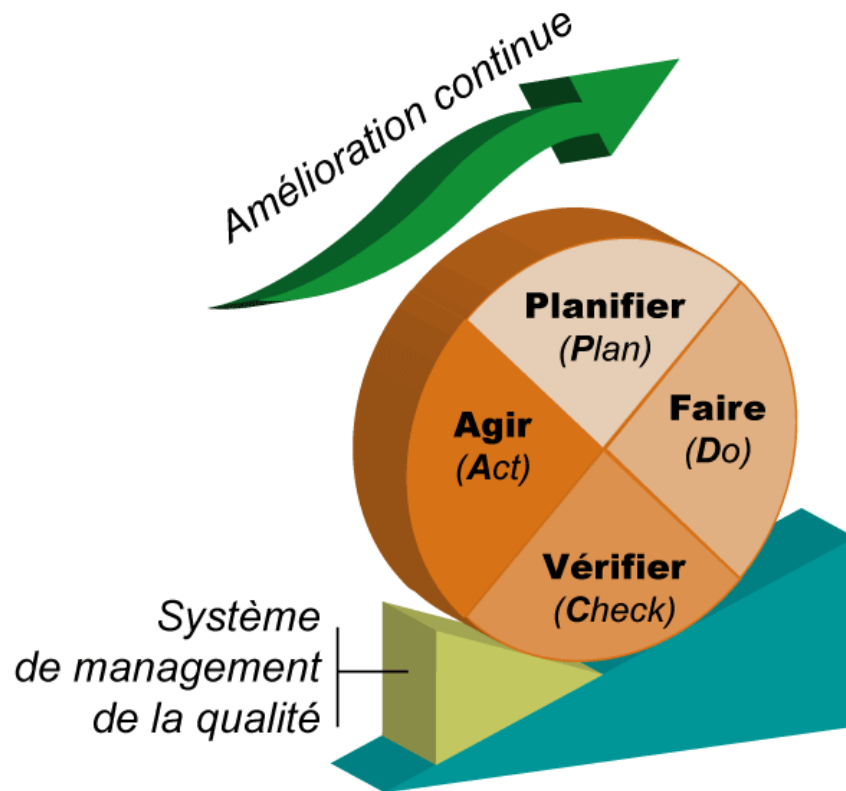 Amélioration continue
Planifier
(Plan)
Faire
(Do)
Agir
(Act)
Vérifier
(Check)
Système
de management
de la qualité